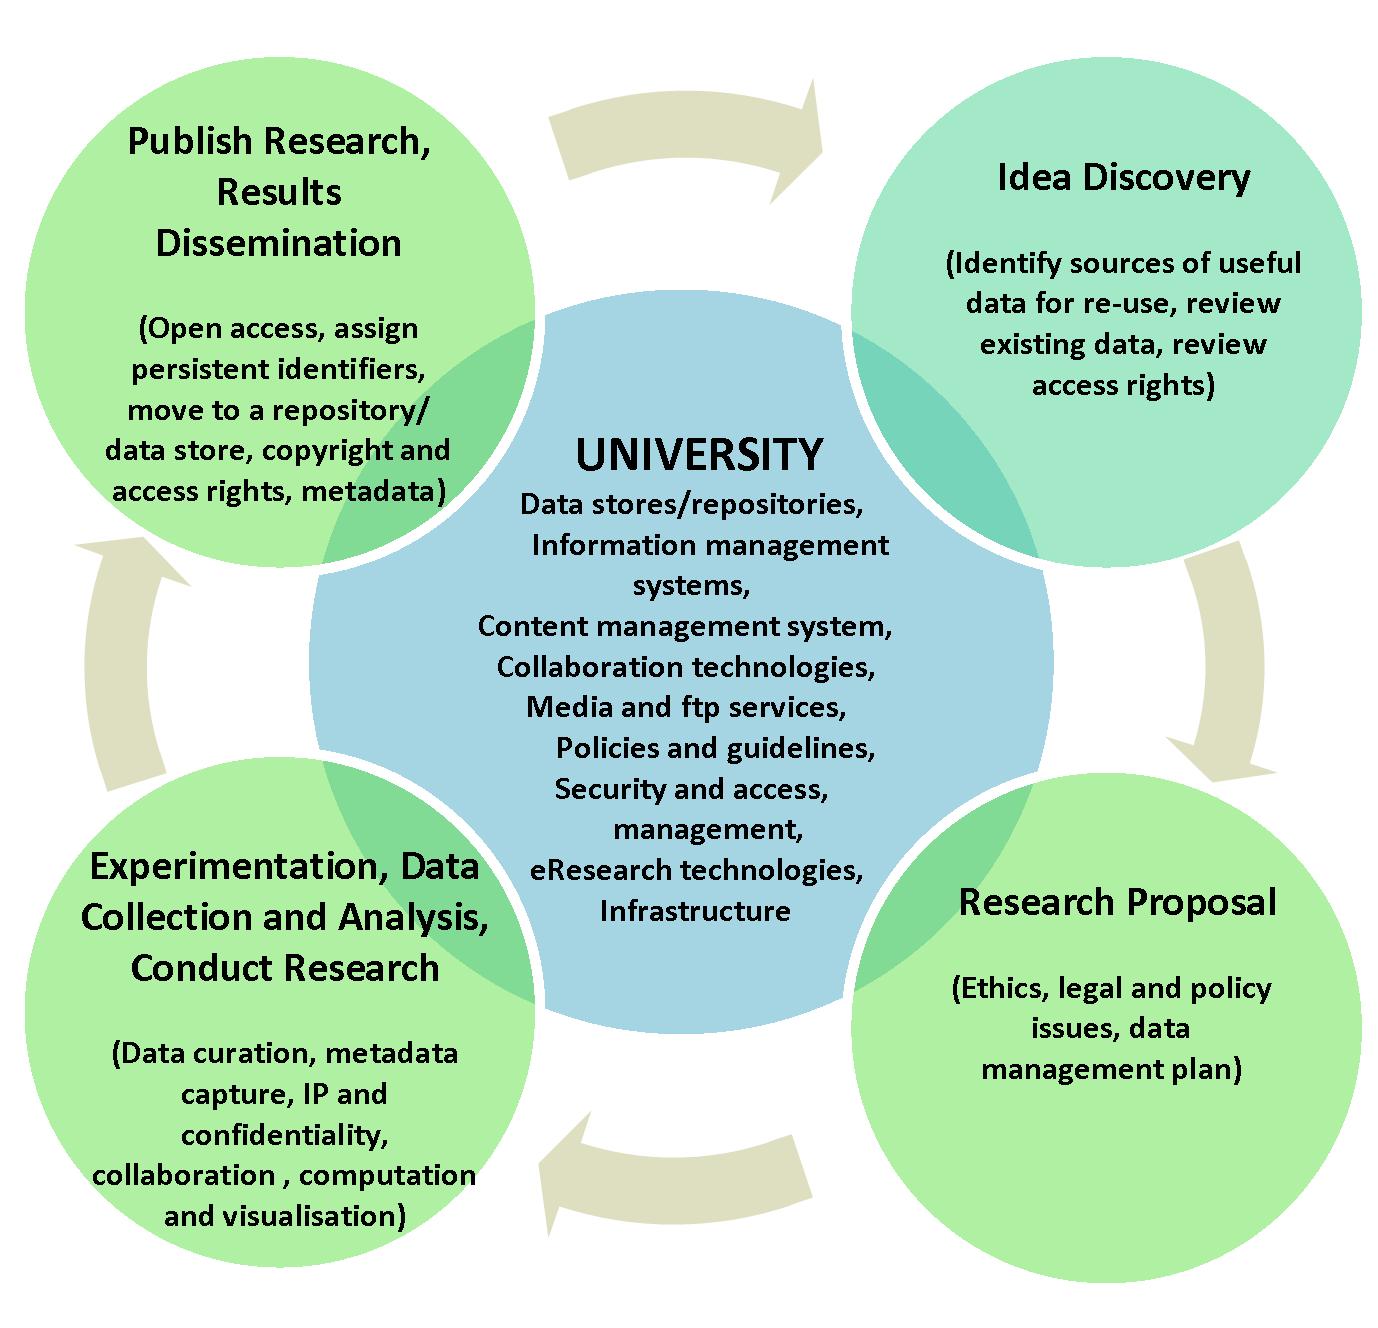 Publish Research,
Results
Dissemination
(Open access, assign
persistent identifiers,
move to a repository/
data store, copyright and
access rights, metadata)
Idea Discovery
(Identify sources of useful
data for re-use, review
existing data, review
access rights)
UNIVERSITY
Data stores/repositories,
Information management
systems,
Content management system,
Collaboration technologies,
Media and ftp services,
Policies and guidelines,
Security and access,
management,
eResearch technologies,
Infrastructure
Experimentation, Data
Collection and Analysis,
Conduct Research
(Data curation, metadata
capture, IP and
confidentiality,
collaboration , computation
and visualisation)
Research Proposal
(Ethics, legal and policy
issues, data
management plan)